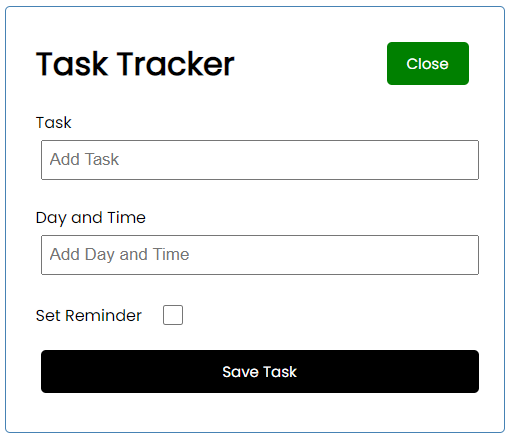 Task Tracker
Close
Task
Add Task
Day and Time
Add Day and Time
Set Reminder
Save Task